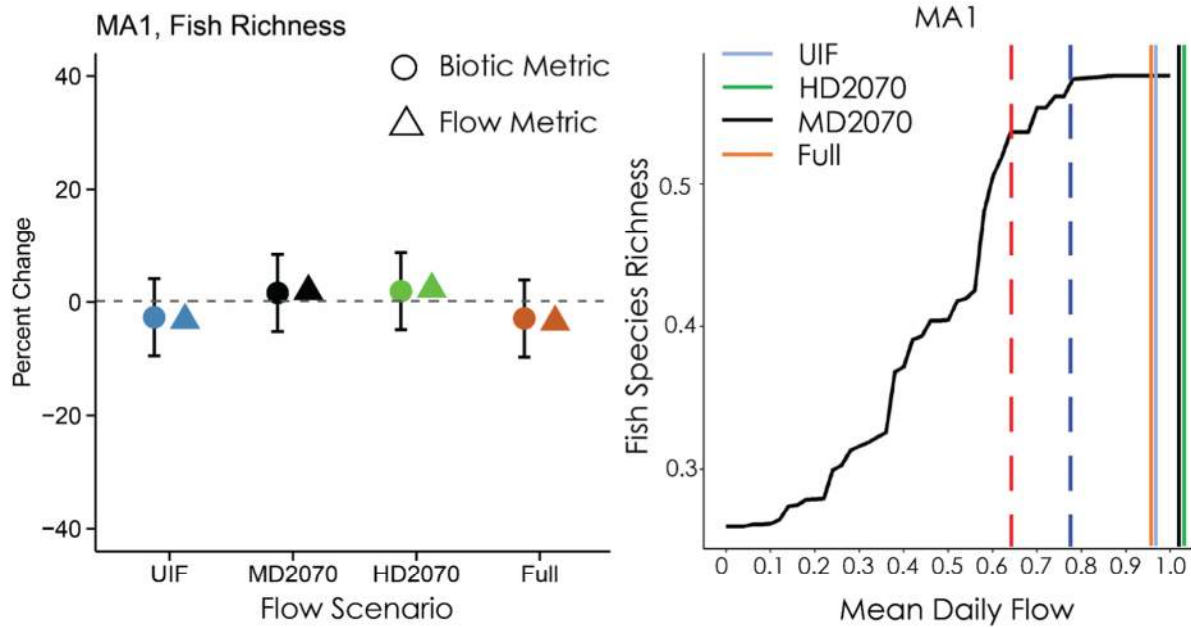 MA1, Fish Richness
Biotic Metric
Flow Metric
Percent Change
40
20
0
−20
−40
UIF
MD2070
HD2070
Full
Flow Scenario
MA1
UIF
HD2070
MD2070
Full
Fish Species Richness
0.5
0.4
0.3
0 0.1 0.2 0.3 0.4 0.5 0.6 0.7 0.8 0.9 1.0
Mean Daily Flow